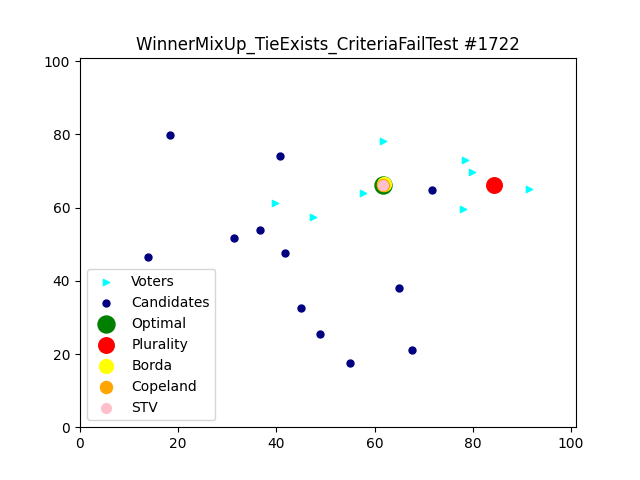 WinnerMixUp_TieExists_CriteriaFailTest #1722
100
80
60
40
20
0
Voters
Candidates
Optimal
Plurality
Borda
Copeland
STV
0 20 40 60 80 100